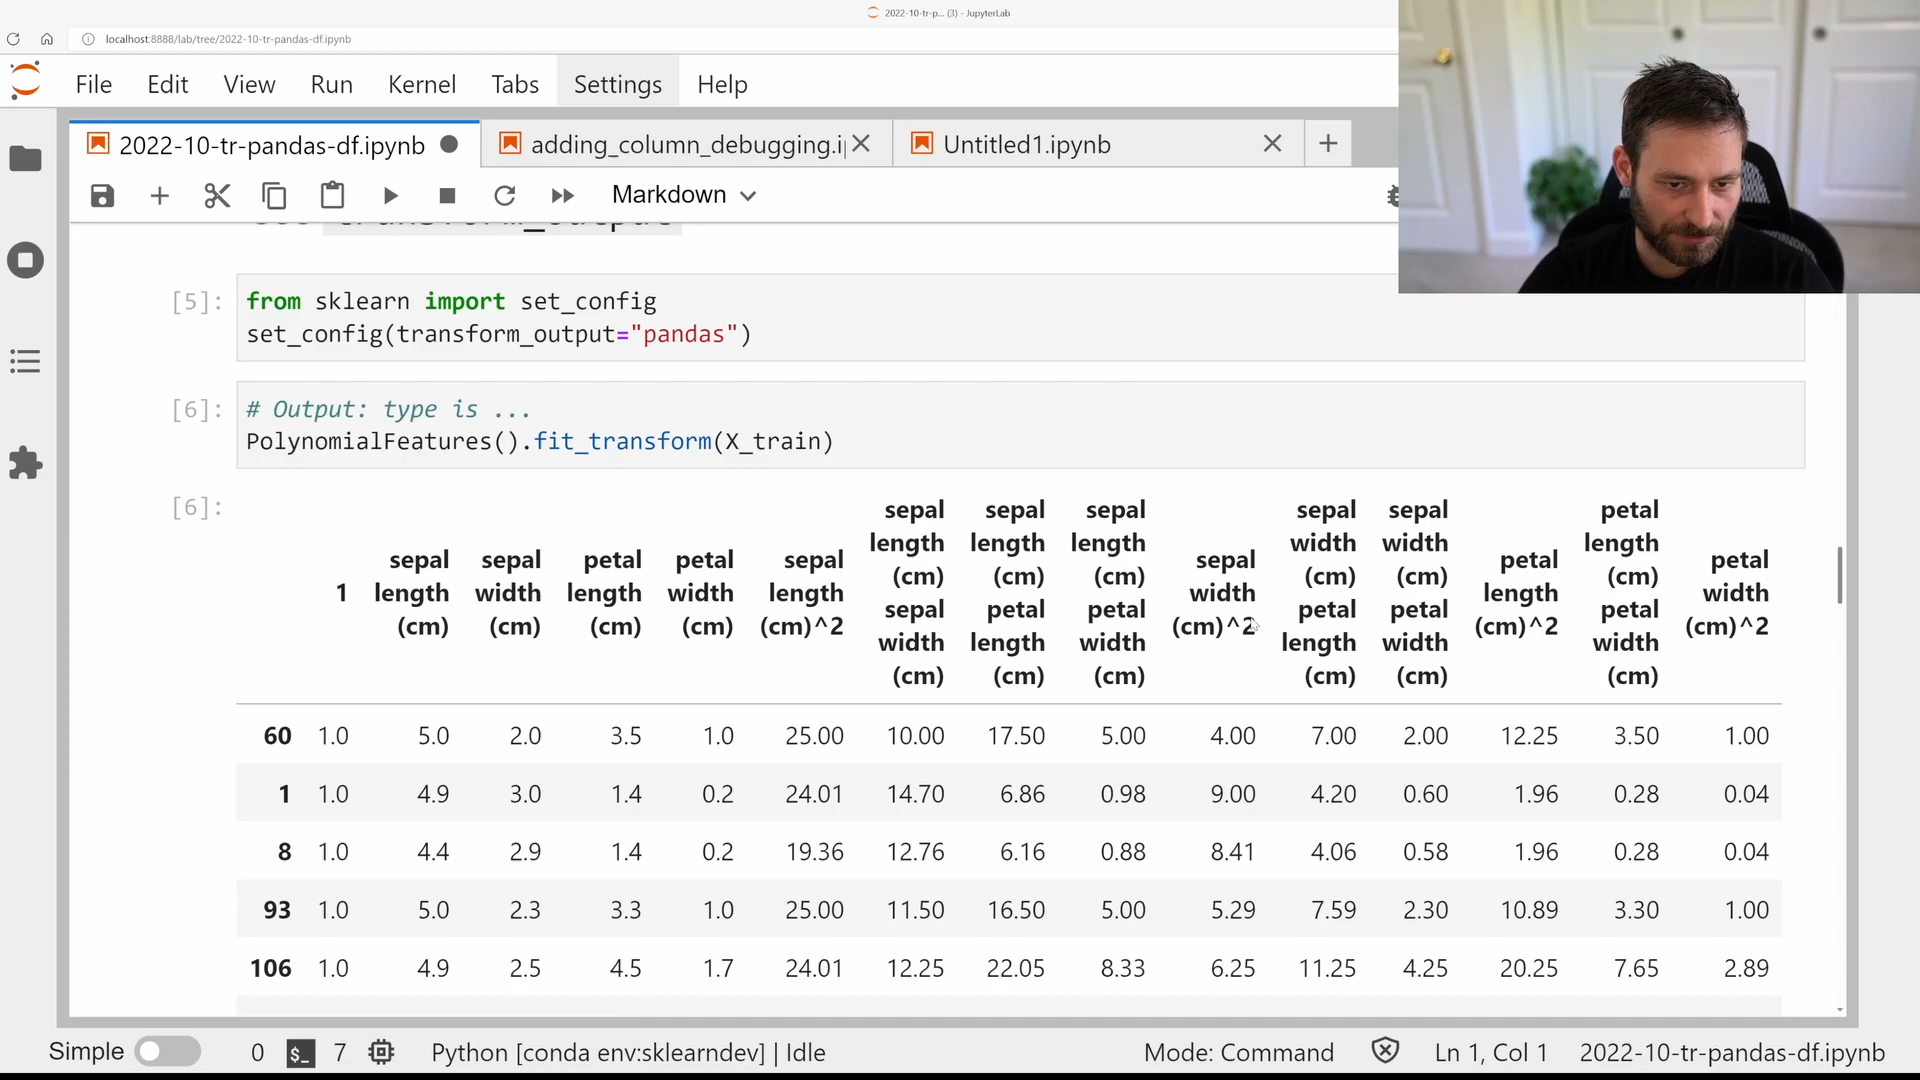 2022-10-tr-p... (3) - JupyterLab
localhost:8888/lab/tree/2022-10-tr-pandas-df.ipynb
File Edit View Run Kernel Tabs Settings Help
2022-10-tr-pandas-df.ipynb adding_column_debugging.i Untitled1.ipynb
Markdown
transform_output
[5]: from sklearn import set_config
set_config(transform_output="pandas")
[6]: # Output: type is ...
PolynomialFeatures().fit_transform(X_train)
[6]:
1 sepal length (cm) sepal width (cm) petal length (cm) petal width (cm) sepal length (cm)^2 sepal length (cm) sepal width (cm) sepal length (cm) petal length (cm) sepal length (cm) petal width (cm) sepal width (cm)^2 sepal width (cm) petal length (cm) sepal width (cm) petal width (cm) petal length (cm)^2 petal length (cm) petal width (cm) petal width (cm)^2
60 1.0 5.0 2.0 3.5 1.0 25.00 10.00 17.50 5.00 4.00 7.00 2.00 12.25 3.50 1.00
1 1.0 4.9 3.0 1.4 0.2 24.01 14.70 6.86 0.98 9.00 4.20 0.60 1.96 0.28 0.04
8 1.0 4.4 2.9 1.4 0.2 19.36 12.76 6.16 0.88 8.41 4.06 0.58 1.96 0.28 0.04
93 1.0 5.0 2.3 3.3 1.0 25.00 11.50 16.50 5.00 5.29 7.59 2.30 10.89 3.30 1.00
106 1.0 4.9 2.5 4.5 1.7 24.01 12.25 22.05 8.33 6.25 11.25 4.25 20.25 7.65 2.89
Simple 0 $_ 7 Python [conda env:sklearndev] | Idle Mode: Command Ln 1, Col 1 2022-10-tr-pandas-df.ipynb